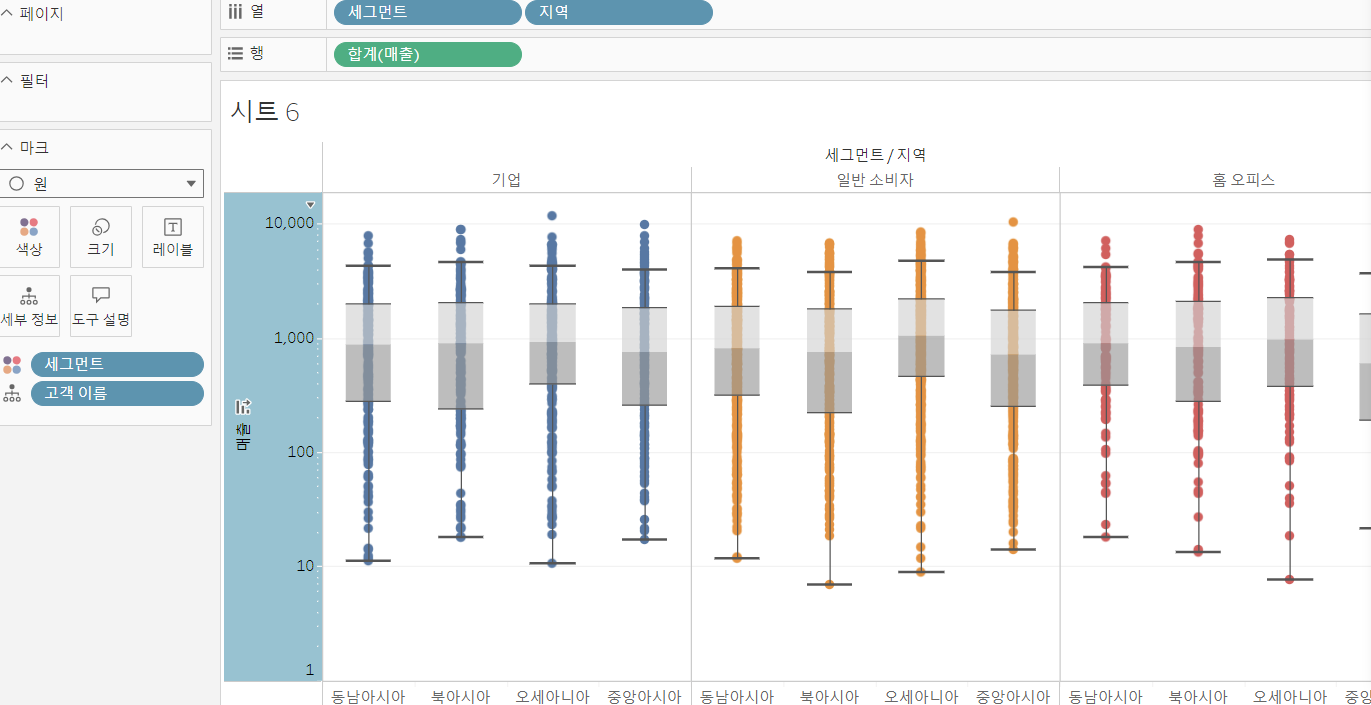 페이지
필터
마크
원
색상
크기
레이블
세부 정보
도구 설명
세그먼트
고객 이름
열
세그먼트
지역
행
합계(매출)
시트 6
세그먼트 / 지역
기업
일반 소비자
홈 오피스
매출
10,000
1,000
100
10
1
동남아시아 북아시아 오세아니아 중앙아시아 동남아시아 북아시아 오세아니아 중앙아시아 동남아시아 북아시아 오세아니아 중앙